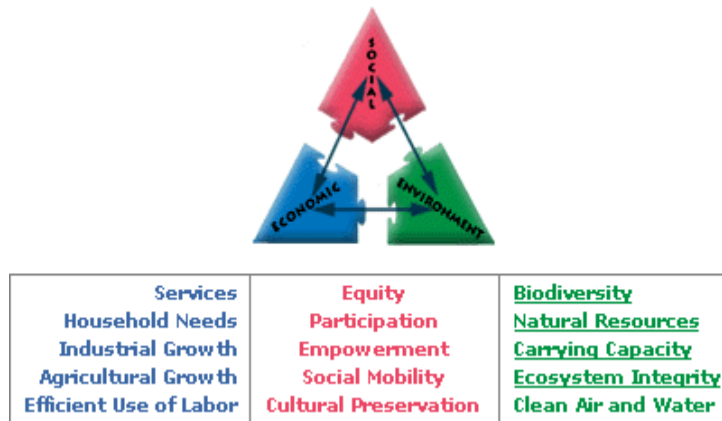 SOCIAL
ECONOMIC
ENVIRONMENT
Services
Household Needs
Industrial Growth
Agricultural Growth
Efficient Use of Labor
Equity
Participation
Empowerment
Social Mobility
Cultural Preservation
Biodiversity
Natural Resources
Carrying Capacity
Ecosystem Integrity
Clean Air and Water